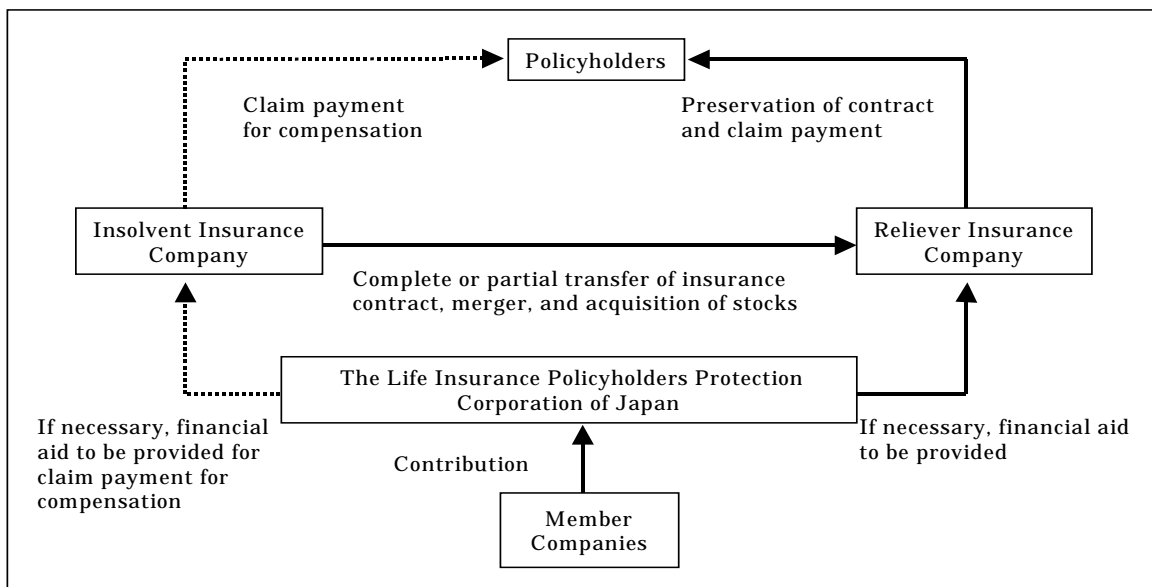 Policyholders
Claim payment
for compensation
Preservation of contract
and claim payment
Insolvent Insurance
Company
Reliever Insurance
Company
Complete or partial transfer of insurance
contract, merger, and acquisition of stocks
The Life Insurance Policyholders Protection
Corporation of Japan
If necessary, financial
aid to be provided for
claim payment for
compensation
If necessary, financial aid
to be provided
Contribution
Member
Companies